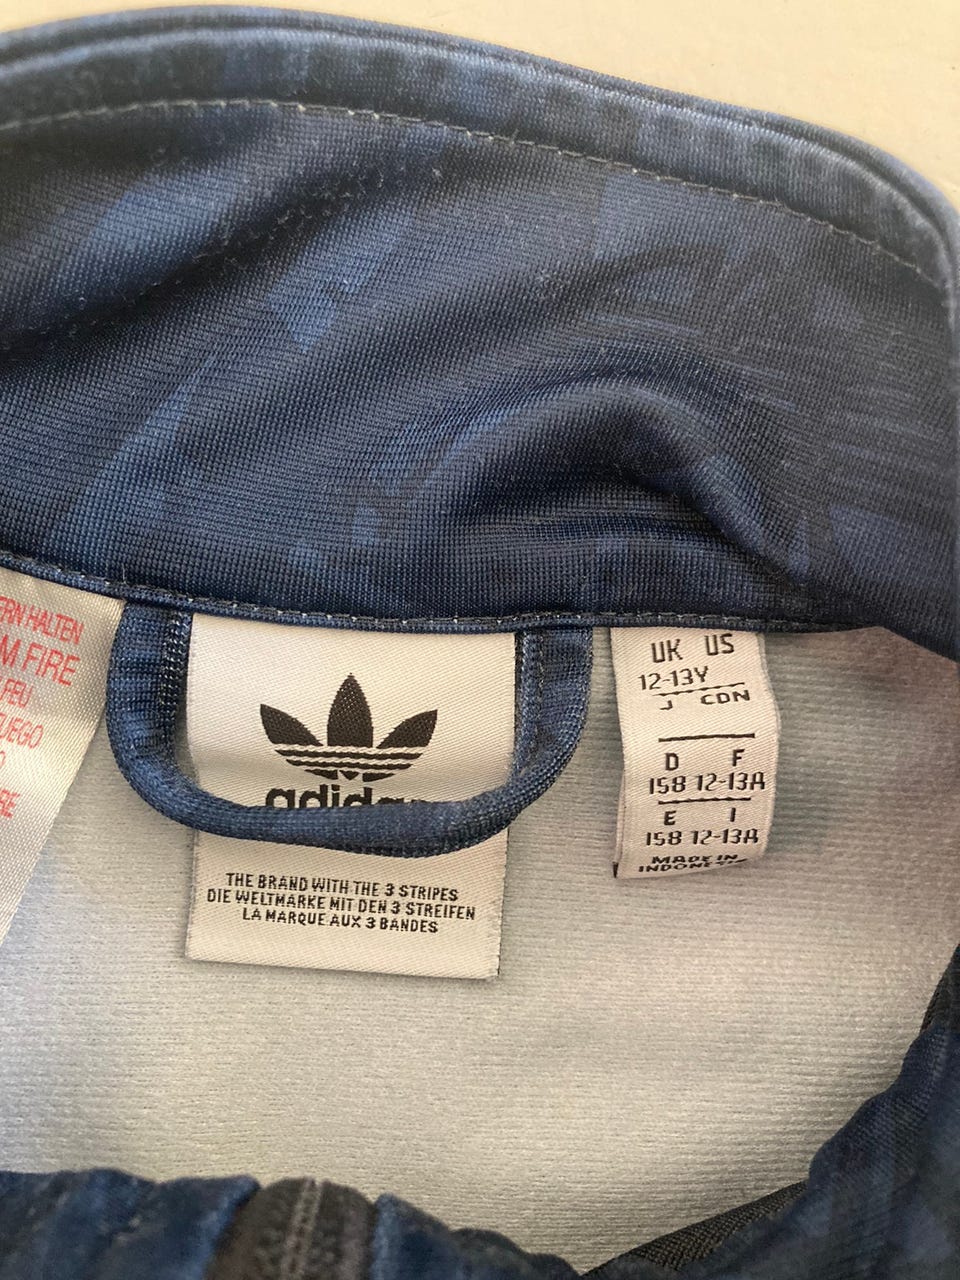 ERN HALTEN
M FIRE
FEU
FUEGO
adidas
THE BRAND WITH THE 3 STRIPES
DIE WELTMARKE MIT DEN 3 STREIFEN
LA MARQUE AUX 3 BANDES
UK US
12-13Y
J CDN
D F
158 12-13A
E I
158 12-13A
MADE IN
INDONESIA